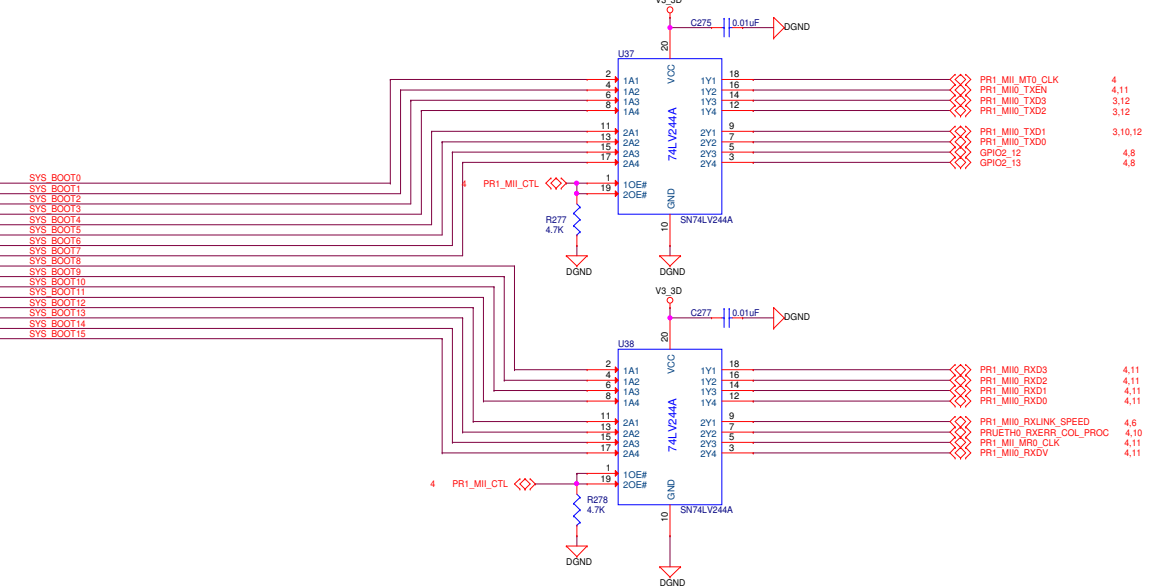 V3_3D
C275 0.01uF DGND
20
U37
VCC
2 1A1 1Y1 18 PR1_MII_MT0_CLK 4
4 1A2 1Y2 16 PR1_MII0_TXEN 4,11
6 1A3 1Y3 14 PR1_MII0_TXD3 3,12
8 1A4 1Y4 12 PR1_MII0_TXD2 3,12
74LV244A
11 2A1 2Y1 9 PR1_MII0_TXD1 3,10,12
13 2A2 2Y2 7 PR1_MII0_TXD0
15 2A3 2Y3 5 GPIO2_12 4,8
17 2A4 2Y4 3 GPIO2_13 4,8
4 PR1_MII_CTL 1 1OE#
19 2OE#
GND
SN74LV244A
10
R277
4.7K
DGND
DGND
SYS_BOOT0
SYS_BOOT1
SYS_BOOT2
SYS_BOOT3
SYS_BOOT4
SYS_BOOT5
SYS_BOOT6
SYS_BOOT7
SYS_BOOT8
SYS_BOOT9
SYS_BOOT10
SYS_BOOT11
SYS_BOOT12
SYS_BOOT13
SYS_BOOT14
SYS_BOOT15
V3_3D
C277 0.01uF DGND
20
U38
VCC
2 1A1 1Y1 18 PR1_MII0_RXD3 4,11
4 1A2 1Y2 16 PR1_MII0_RXD2 4,11
6 1A3 1Y3 14 PR1_MII0_RXD1 4,11
8 1A4 1Y4 12 PR1_MII0_RXD0 4,11
74LV244A
11 2A1 2Y1 9 PR1_MII0_RXLINK_SPEED 4,6
13 2A2 2Y2 7 PRUETH0_RXERR_COL_PROC 4,10
15 2A3 2Y3 5 PR1_MII_MR0_CLK 4,11
17 2A4 2Y4 3 PR1_MII0_RXDV 4,11
1 1OE#
4 PR1_MII_CTL 19 2OE#
GND
SN74LV244A
10
R278
4.7K
DGND
DGND